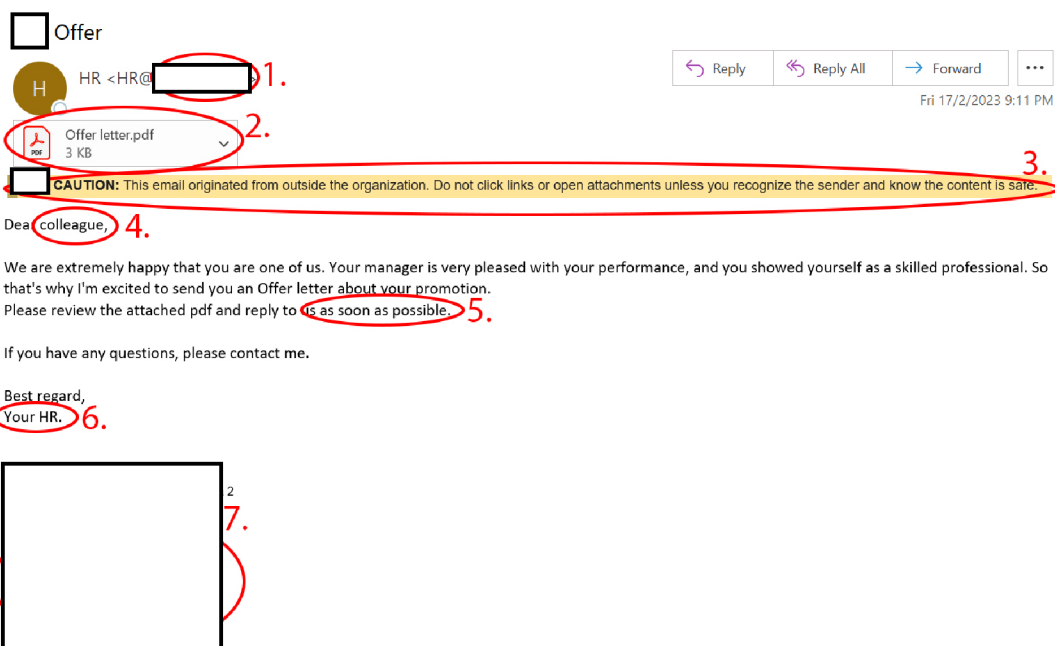 Offer
HR <HR@ > 1.
Reply Reply All Forward ...
Fri 17/2/2023 9:11 PM
Offer letter.pdf 2.
PDF 3 KB
3.
CAUTION: This email originated from outside the organization. Do not click links or open attachments unless you recognize the sender and know the content is safe.
Dear colleague, 4.
We are extremely happy that you are one of us. Your manager is very pleased with your performance, and you showed yourself as a skilled professional. So
that's why I'm excited to send you an Offer letter about your promotion.
Please review the attached pdf and reply to us as soon as possible. 5.
If you have any questions, please contact me.
Best regard,
Your HR. 6.
2
7.
H